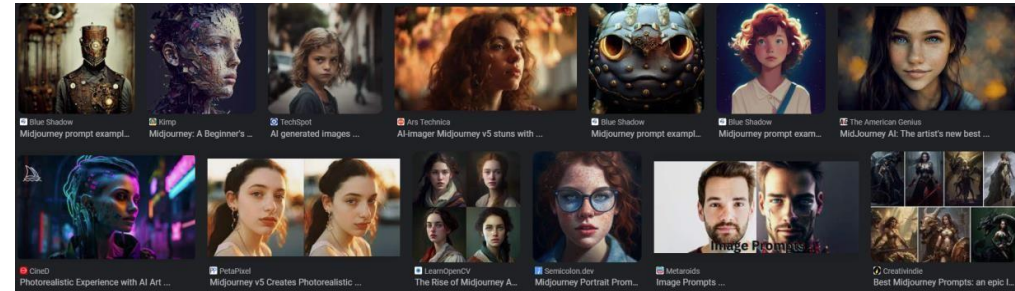 Blue Shadow
Midjourney prompt exampl...
Kimp
Midjourney: A Beginner's ...
TechSpot
AI generated images ...
Ars Technica
AI-imager Midjourney v5 stuns with ...
Blue Shadow
Midjourney prompt exampl...
Blue Shadow
Midjourney prompt exam...
The American Genius
MidJourney AI: The artist's new best ...
Image Prompts
CineD
Photorealistic Experience with AI Art ...
PetaPixel
Midjourney v5 Creates Photorealistic ...
LearnOpenCV
The Rise of Midjourney A...
Semicolon.dev
Midjourney Portrait Prom...
Metaroids
Image Prompts ...
Creativindie
Best Midjourney Prompts: an epic l...